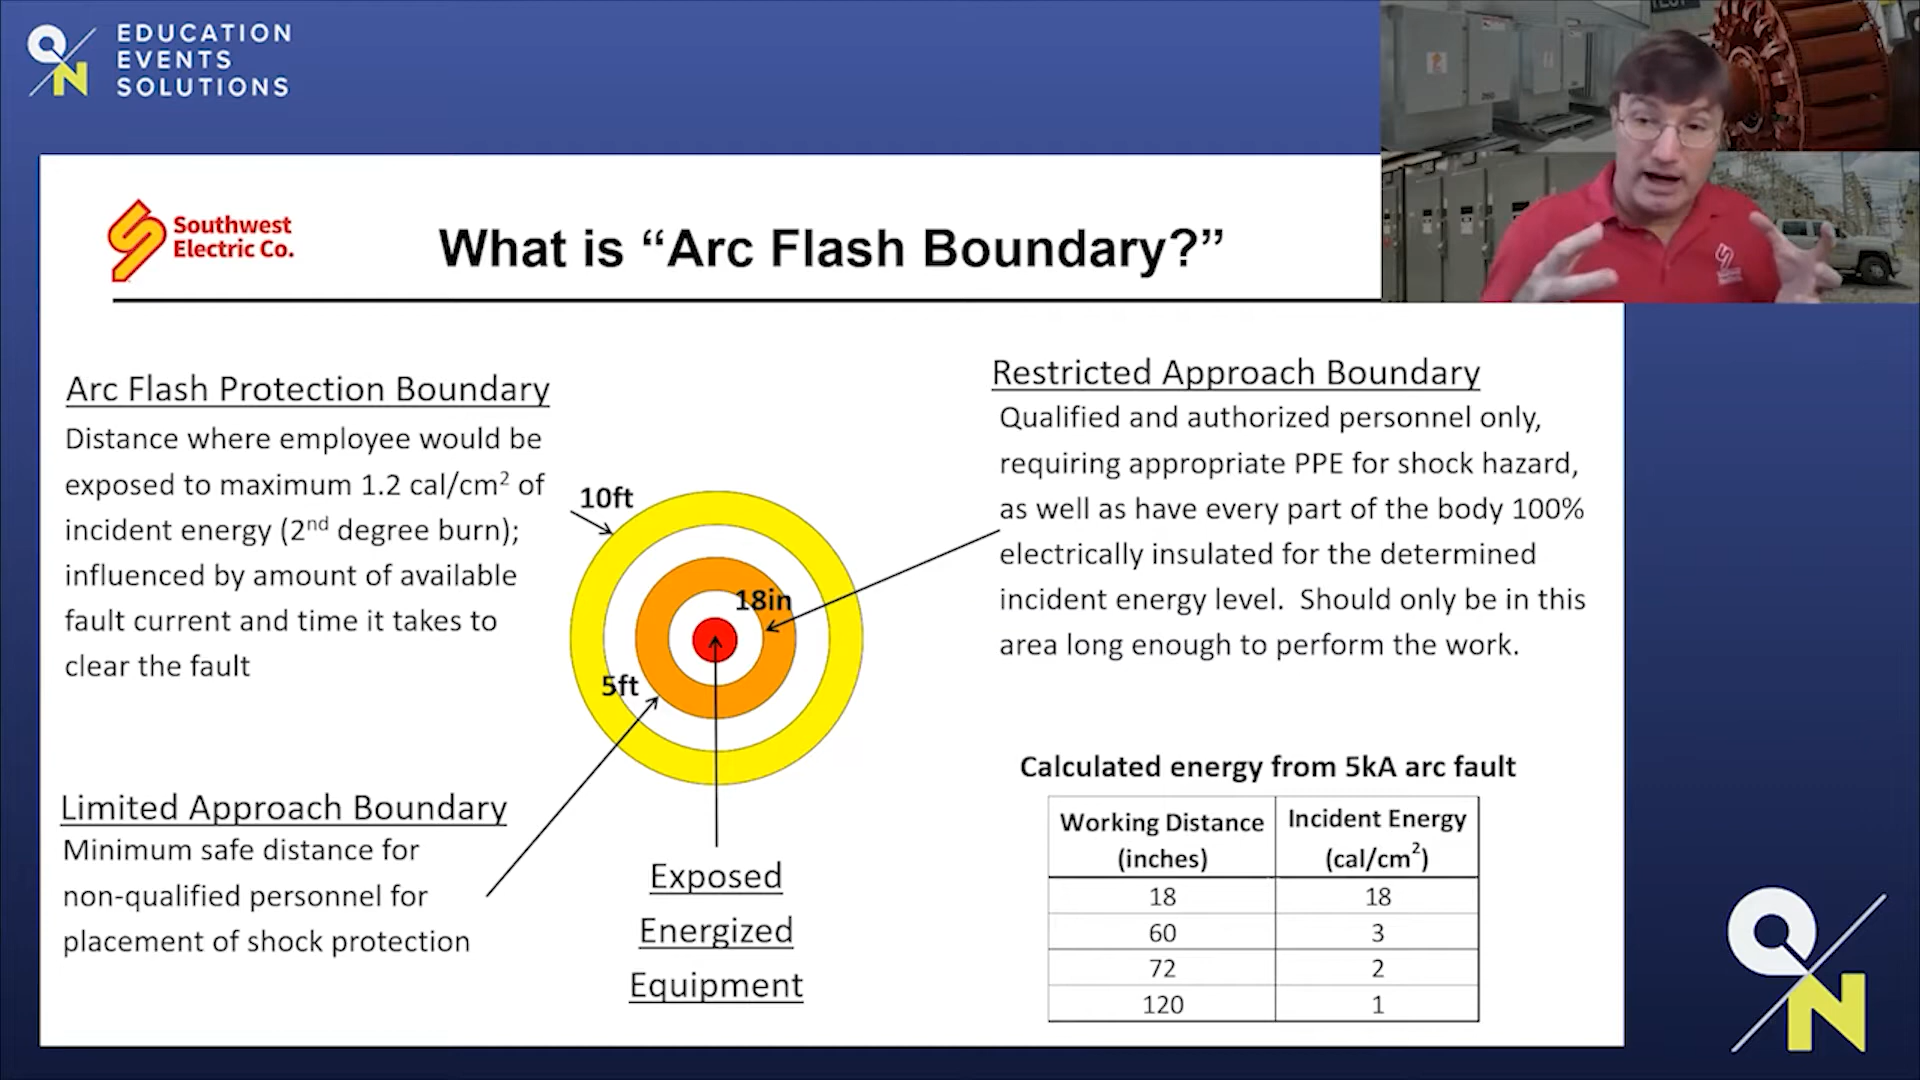 EDUCATION
EVENTS
SOLUTIONS
QN
Southwest
Electric Co.
What is “Arc Flash Boundary?”
Arc Flash Protection Boundary
Distance where employee would be
exposed to maximum 1.2 cal/cm² of
incident energy (2nd degree burn);
influenced by amount of available
fault current and time it takes to
clear the fault
Limited Approach Boundary
Minimum safe distance for
non-qualified personnel for
placement of shock protection
10ft
18in
5ft
Exposed
Energized
Equipment
Restricted Approach Boundary
Qualified and authorized personnel only,
requiring appropriate PPE for shock hazard,
as well as have every part of the body 100%
electrically insulated for the determined
incident energy level. Should only be in this
area long enough to perform the work.
Calculated energy from 5kA arc fault
Working Distance (inches) Incident Energy (cal/cm²)
18 18
60 3
72 2
120 1
QN